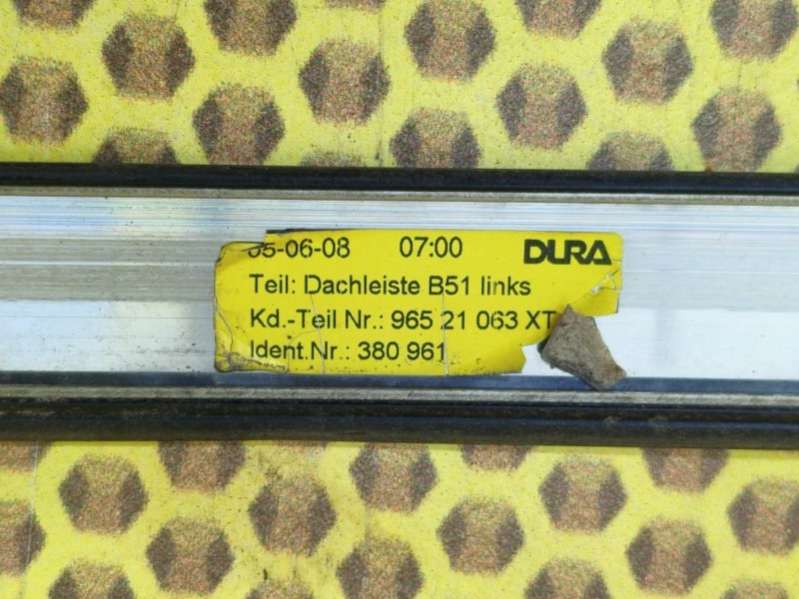 05-06-08 07:00 DURA
Teil: Dachleiste B51 links
Kd.-Teil Nr.: 965 21 063 XT
Ident.Nr.: 380 961